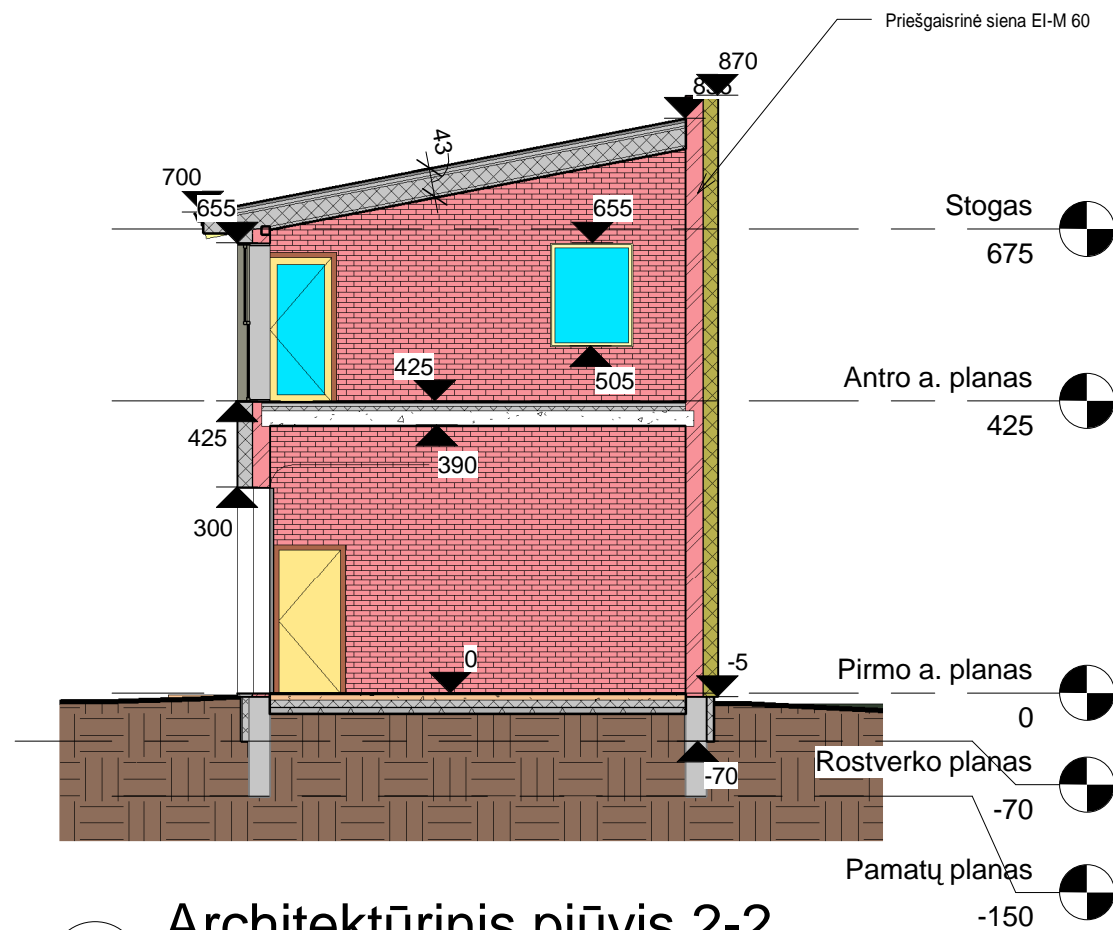 Priešgaisrinė siena EI-M 60
870
43
700
655
655
Stogas
675
505
425
Antro a. planas
425
425
390
300
0
-5
Pirmo a. planas
0
-70
Rostverko planas
-70
Pamatų planas
-150
Architektūrinis pjūvis 2-2